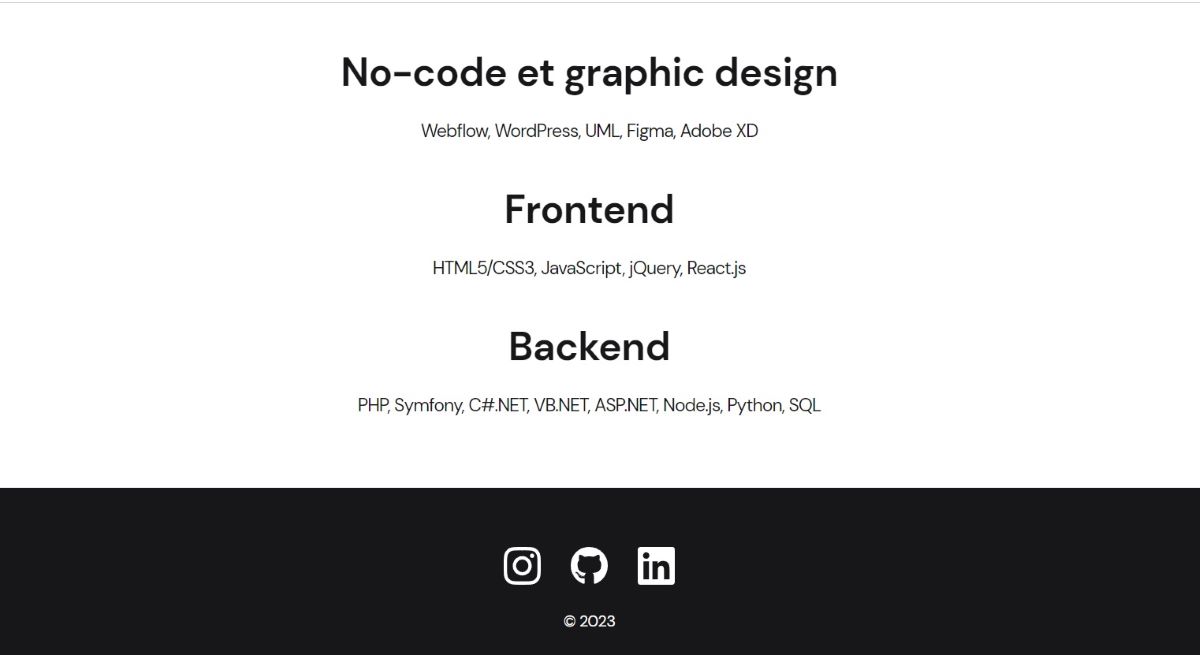 No-code et graphic design
Webflow, WordPress, UML, Figma, Adobe XD
Frontend
HTML5/CSS3, JavaScript, jQuery, React.js
Backend
PHP, Symfony, C#.NET, VB.NET, ASP.NET, Node.js, Python, SQL
in
© 2023